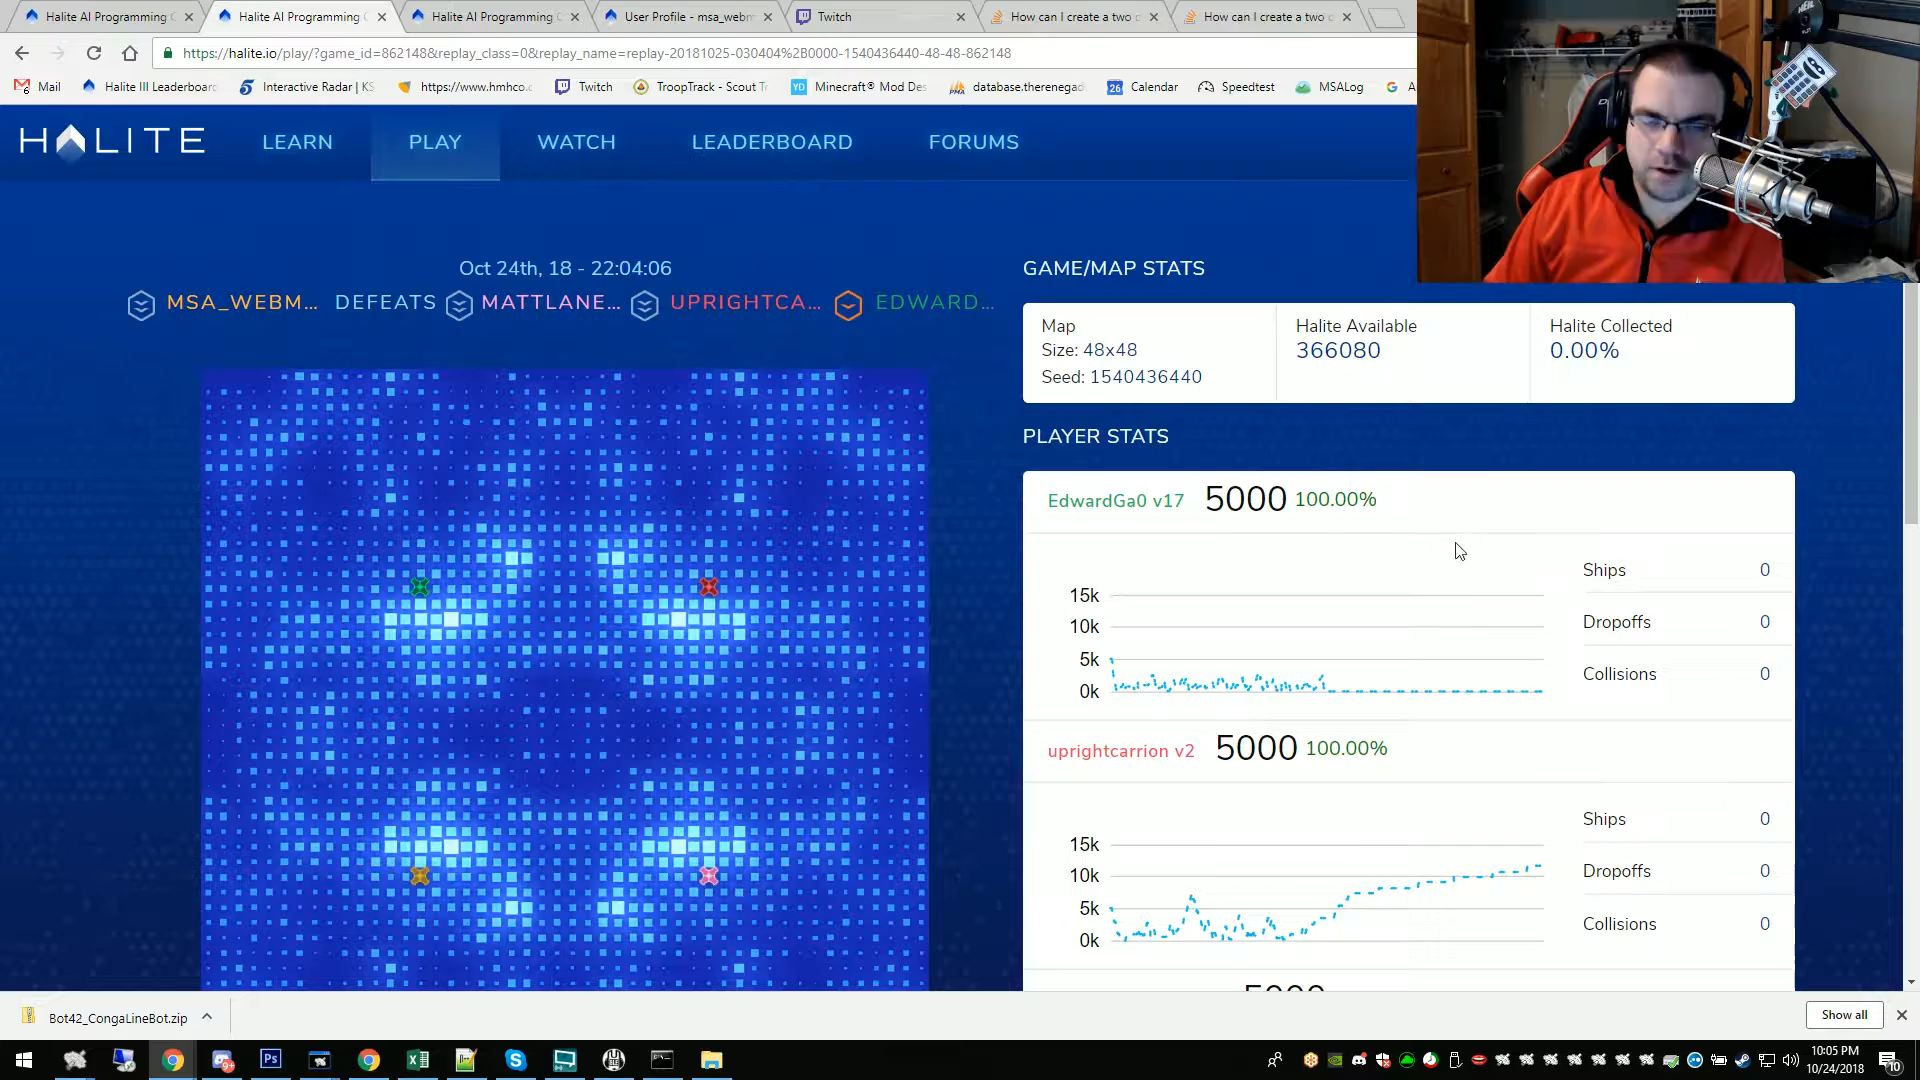 Halite AI Programming C
Halite AI Programming C
Halite AI Programming C
User Profile - msa_webm
Twitch
How can I create a two c
How can I create a two c
https://halite.io/play/?game_id=862148&replay_class=0&replay_name=replay-20181025-030404%2B0000-1540436440-48-48-862148
Mail
Halite III Leaderboar
Interactive Radar | KS
https://www.hmhco.c
Twitch
TroopTrack - Scout T
Minecraft® Mod Des
database.therenegad
Calendar
Speedtest
MSALog
HALITE
LEARN
PLAY
WATCH
LEADERBOARD
FORUMS
Oct 24th, 18 - 22:04:06
MSA_WEBM... DEFEATS MATTLANE... UPRIGHTCA... EDWARD...
GAME/MAP STATS
Map
Size: 48x48
Seed: 1540436440
Halite Available
366080
Halite Collected
0.00%
PLAYER STATS
EdwardGa0 v17 5000 100.00%
15k
10k
5k
0k
Ships 0
Dropoffs 0
Collisions 0
uprightcarrion v2 5000 100.00%
15k
10k
5k
0k
Ships 0
Dropoffs 0
Collisions 0
5000
Bot42_CongaLineBot.zip
Show all
10:05 PM
10/24/2018